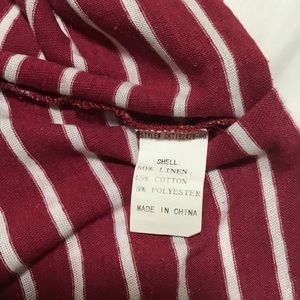 SHELL:
LINEN
COTTON
5% POLYESTER
MADE IN CHINA